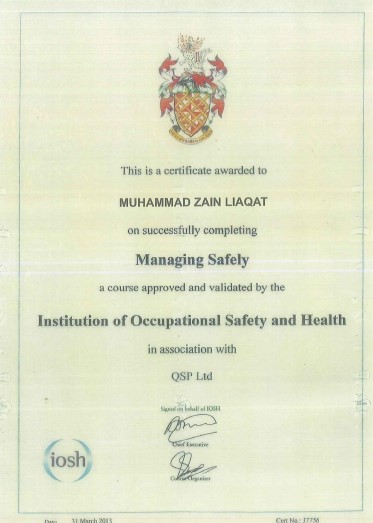 This is a certificate awarded to
MUHAMMAD ZAIN LIAQAT
on successfully completing
Managing Safely
a course approved and validated by the
Institution of Occupational Safety and Health
in association with
QSP Ltd
Signed on behalf of IOSH
Chief Executive
Course Organiser
iosh
Date: 31 March 2013
Cert No.: 37756